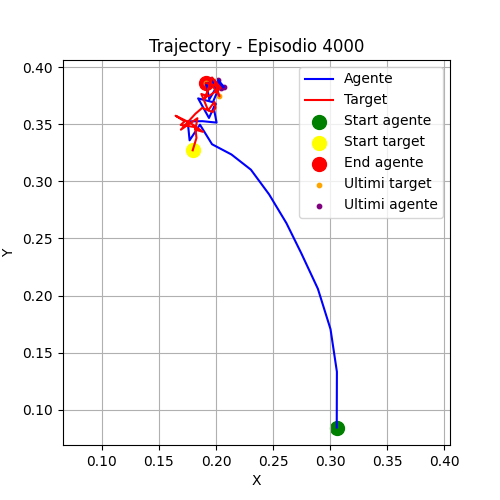 Trajectory - Episodio 4000
0.40
0.35
0.30
0.25
0.20
0.15
0.10
Y
Agente
Target
Start agente
Start target
End agente
Ultimi target
Ultimi agente
0.10 0.15 0.20 0.25 0.30 0.35 0.40
X